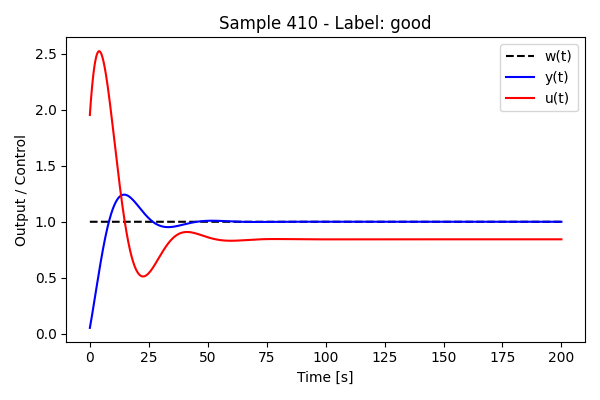 Sample 410 - Label: good
Output / Control
2.5
2.0
1.5
1.0
0.5
0.0
w(t)
y(t)
u(t)
0 25 50 75 100 125 150 175 200
Time [s]